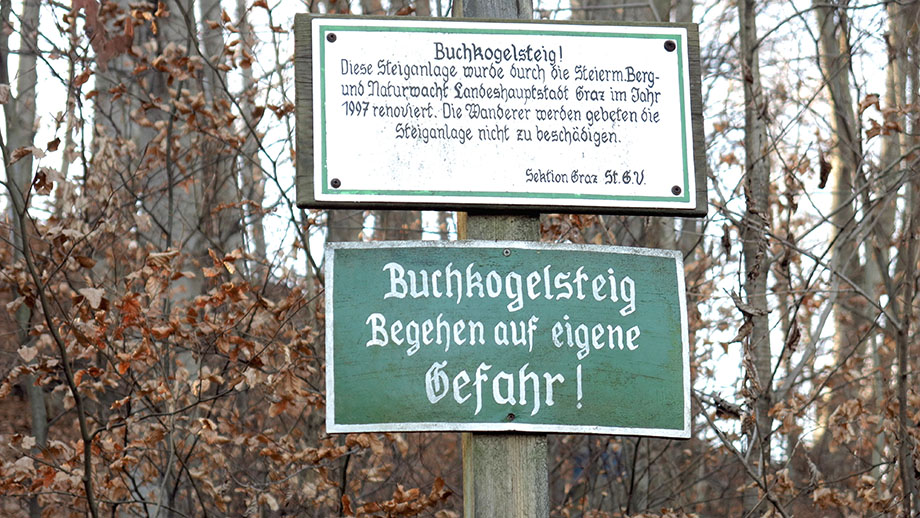 Buchkogelsteig!
Diese Steiganlage wurde durch die Steierm. Berg-
und Naturwacht Landeshauptstadt Graz im Jahr
1997 renoviert. Die Wanderer werden gebeten die
Steiganlage nicht zu beschädigen.
Sektion Graz St. G. V.
Buchkogelsteig
Begehen auf eigene
Gefahr!